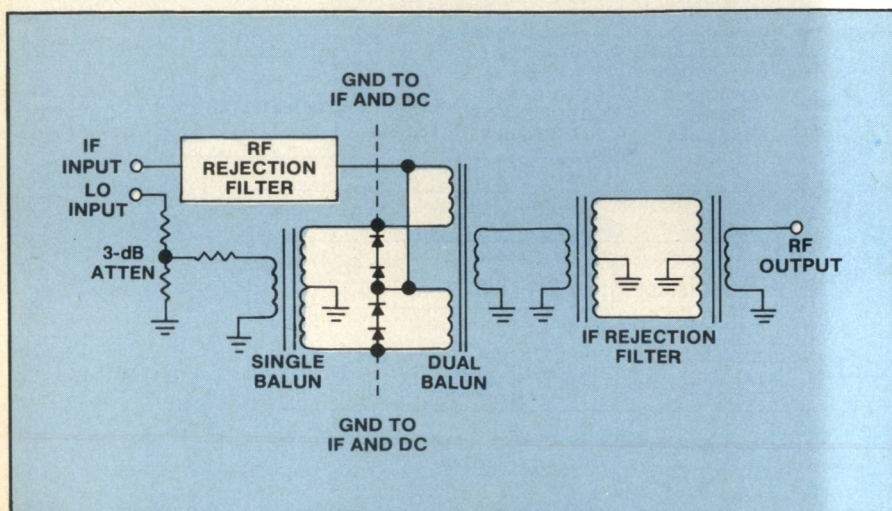 GND TO
IF AND DC
IF
INPUT
RF
REJECTION
FILTER
LO
INPUT
3-dB
ATTEN
RF
OUTPUT
SINGLE
BALUN
DUAL
BALUN
IF REJECTION
FILTER
GND TO
IF AND DC